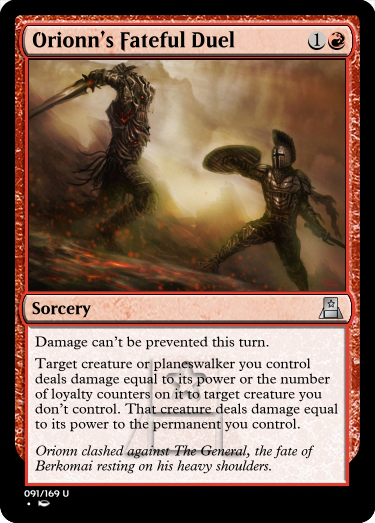 Orionn's Fateful Duel 1
Sorcery
Damage can't be prevented this turn.
Target creature or planeswalker you control
deals damage equal to its power or the number
of loyalty counters on it to target creature you
don't control. That creature deals damage equal
to its power to the permanent you control.
Orionn clashed against The General, the fate of
Berkomai resting on his heavy shoulders.
091/169 U